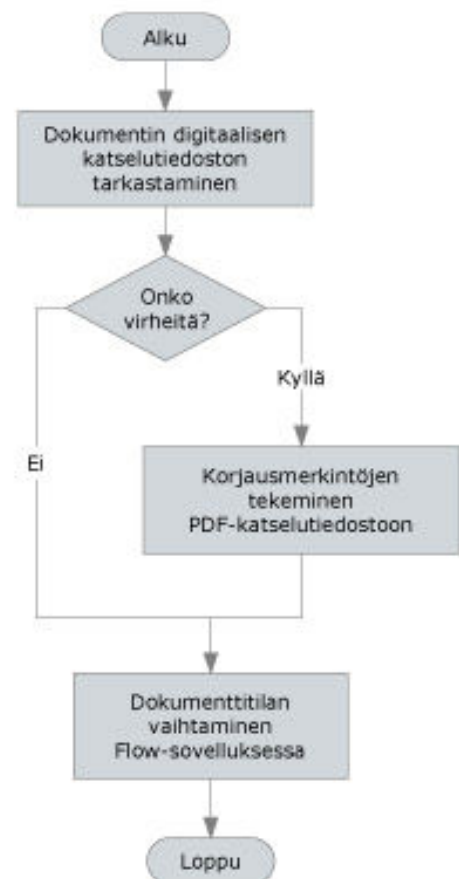 Alku
Dokumentin digitaalisen
katselutiedoston
tarkastaminen
Onko
virheitä?
Kyllä
Ei
Korjausmerkintöjen
tekeminen
PDF-katselutiedostoon
Dokumenttitilan
vaihtaminen
Flow-sovelluksessa
Loppu